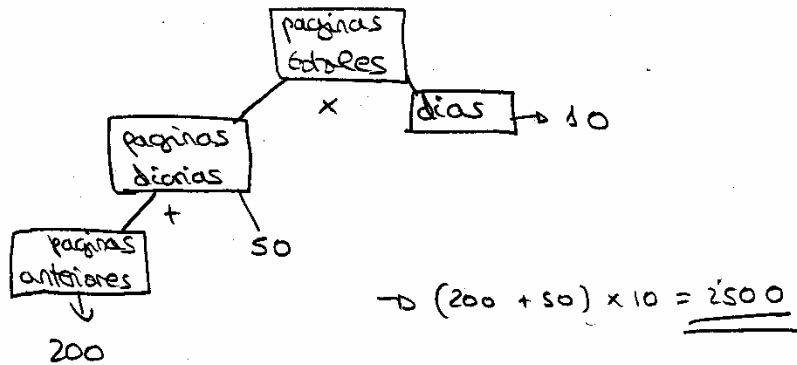 paginas
totales
×
dias → 10
paginas
diarias
+
50
paginas
anteriores
200
→ (200 + 50) × 10 = 2500